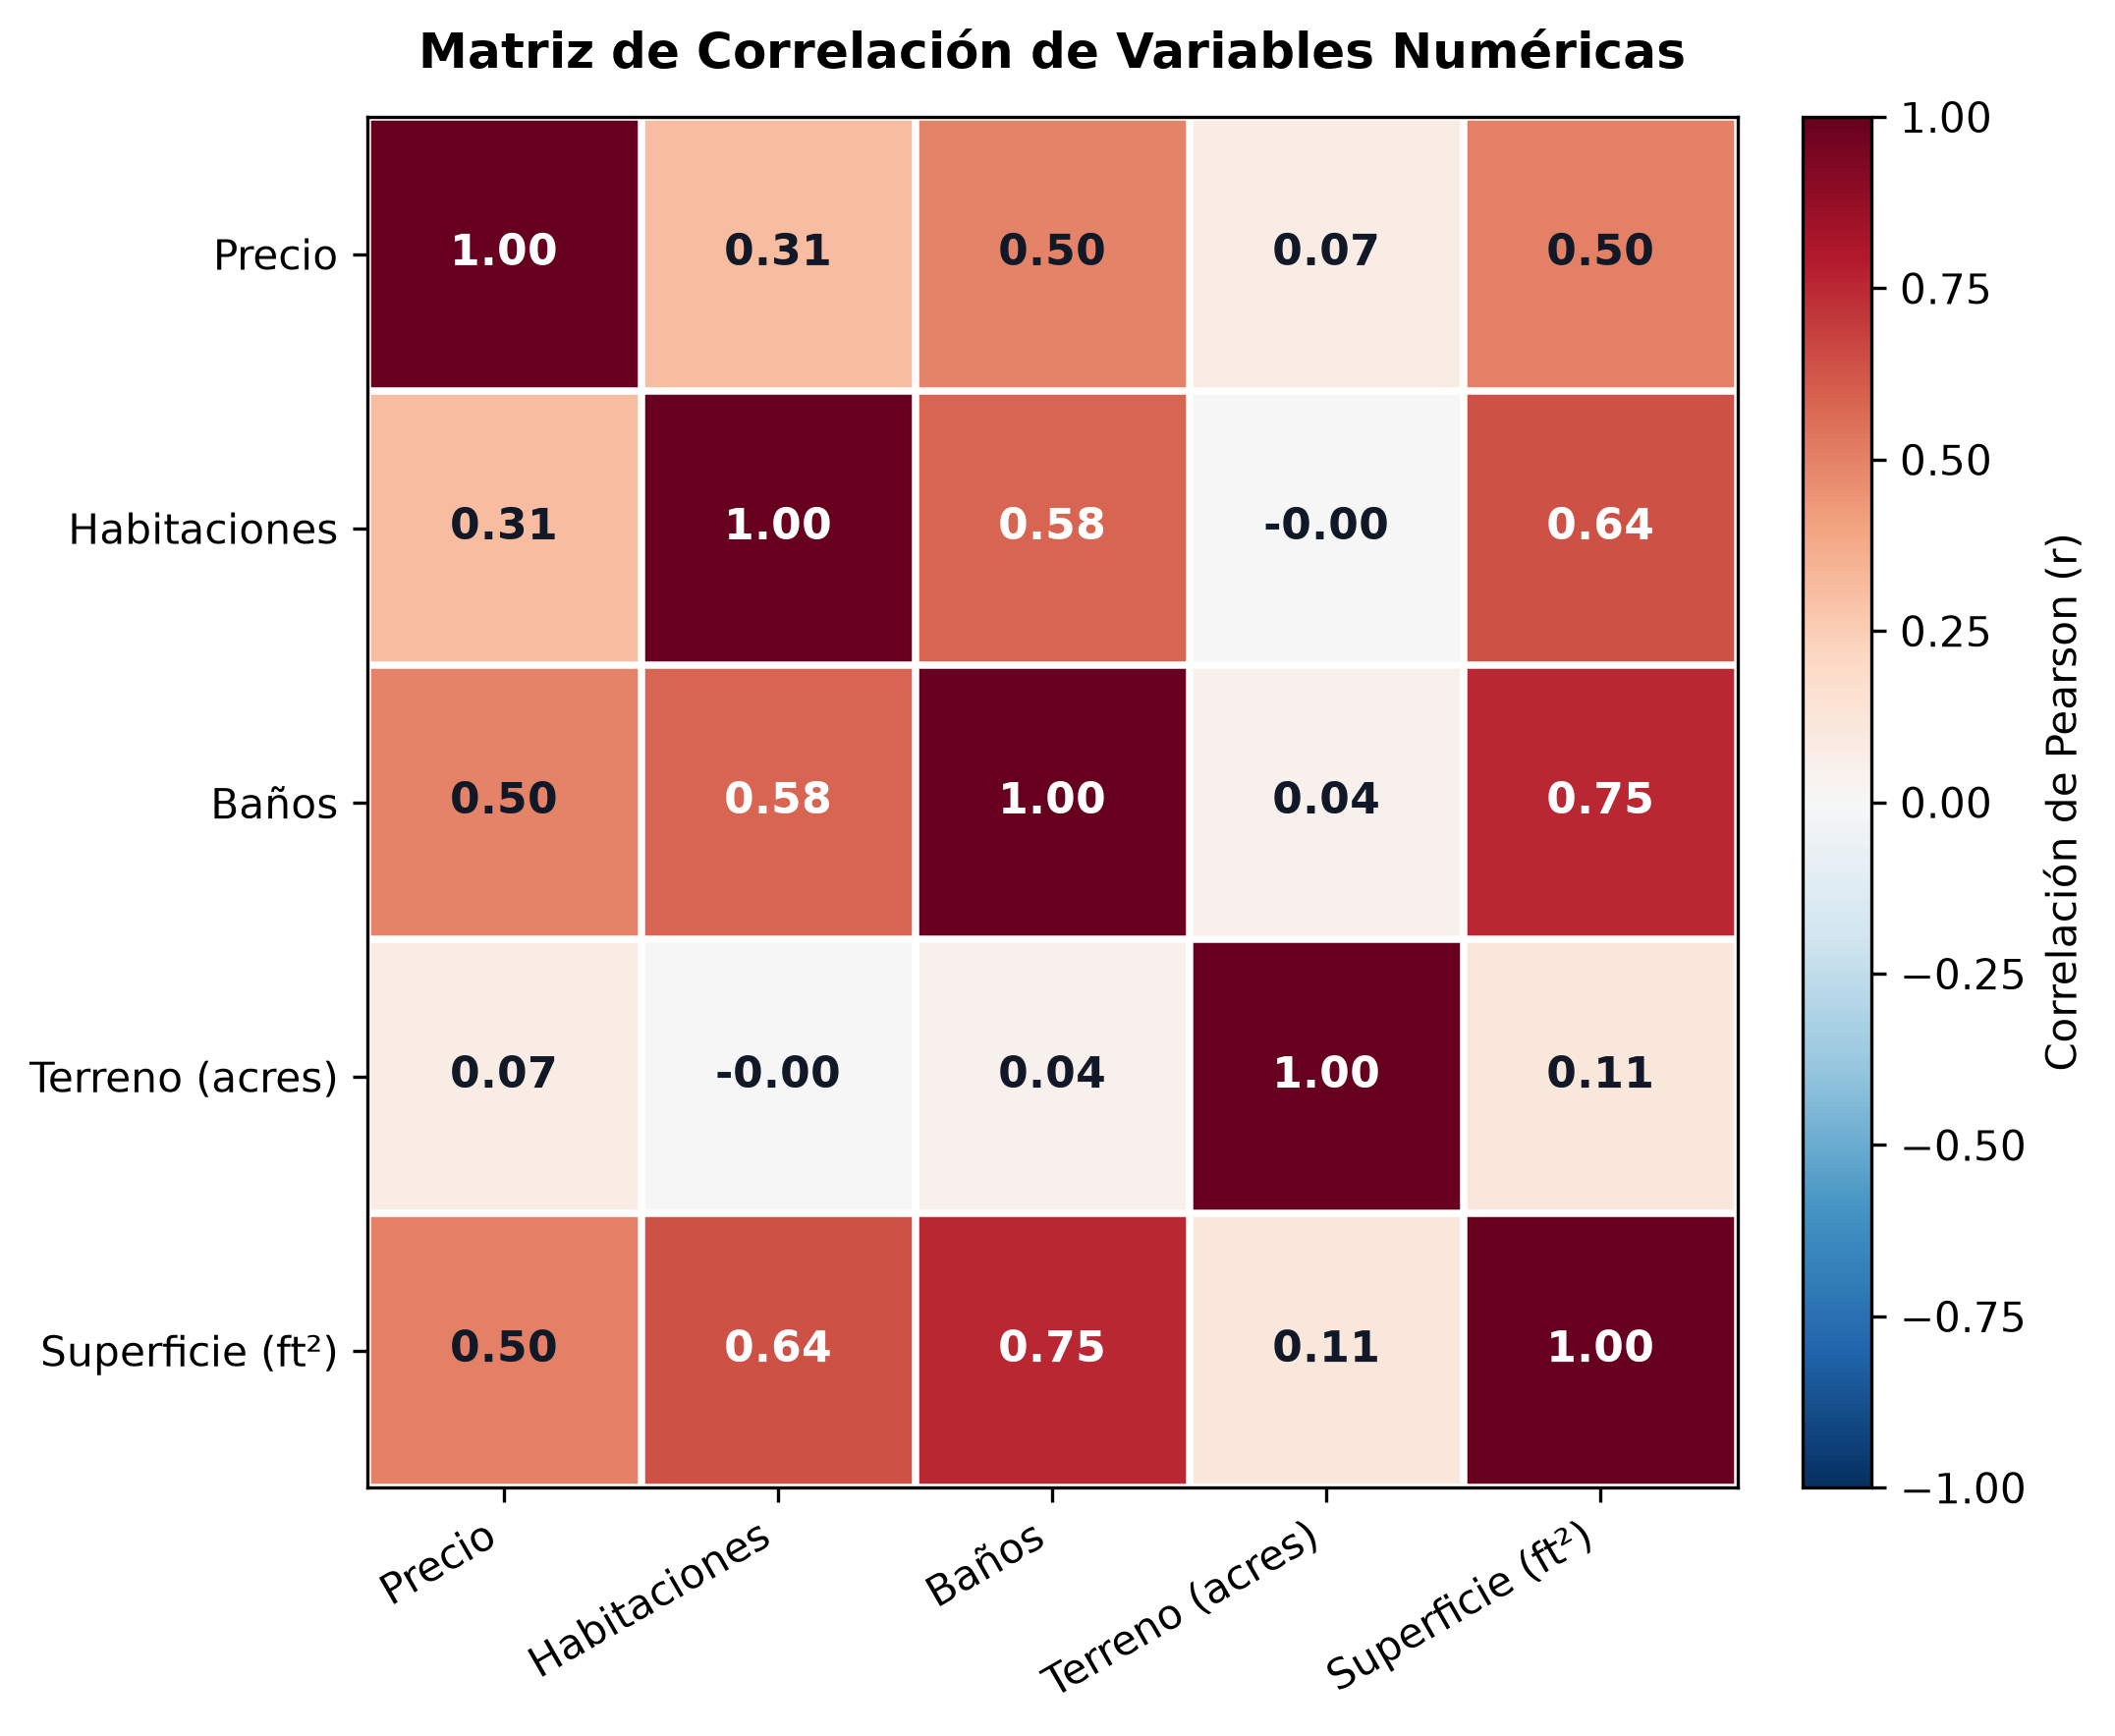 Matriz de Correlación de Variables Numéricas
Precio
1.00 0.31 0.50 0.07 0.50
Habitaciones
0.31 1.00 0.58 -0.00 0.64
Baños
0.50 0.58 1.00 0.04 0.75
Terreno (acres)
0.07 -0.00 0.04 1.00 0.11
Superficie (ft²)
0.50 0.64 0.75 0.11 1.00
Precio
Habitaciones
Baños
Terreno (acres)
Superficie (ft²)
1.00
0.75
0.50
0.25
0.00
−0.25
−0.50
−0.75
−1.00
Correlación de Pearson (r)